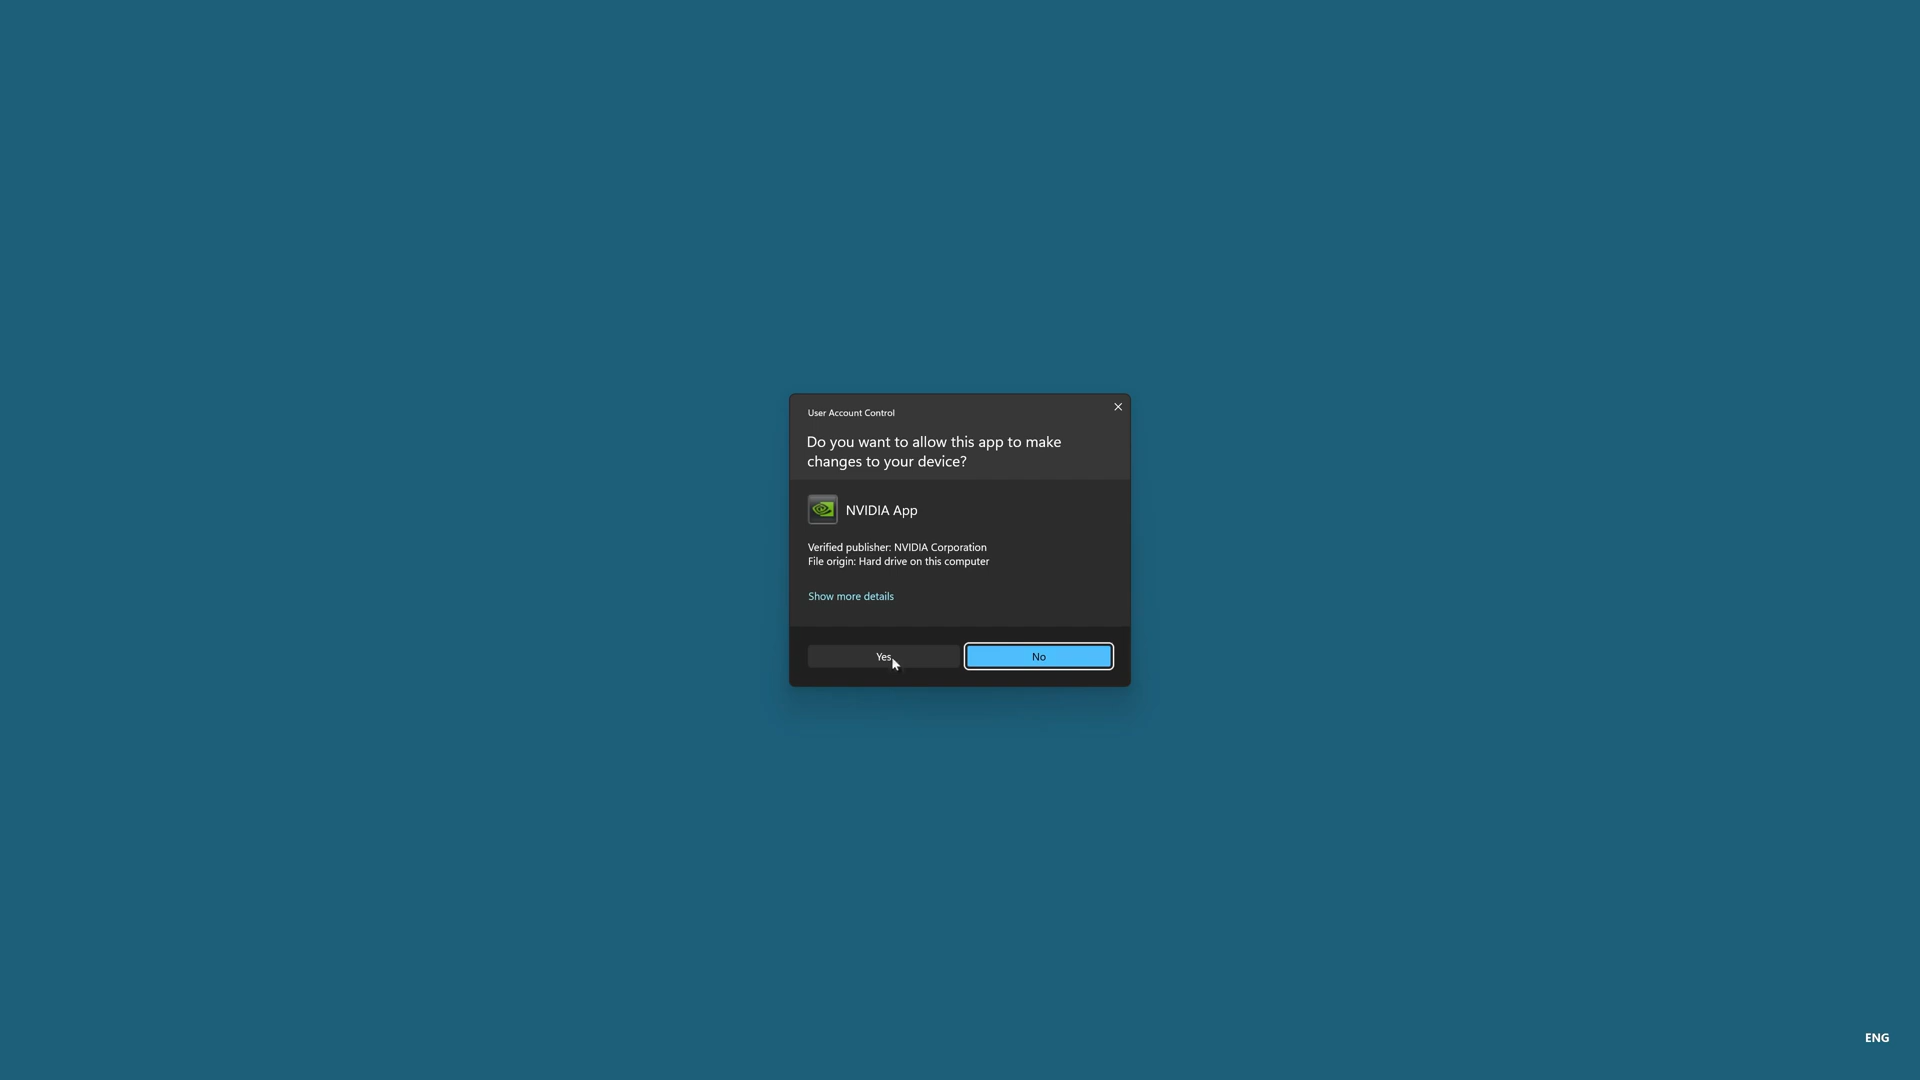 User Account Control
Do you want to allow this app to make
changes to your device?
NVIDIA App
Verified publisher: NVIDIA Corporation
File origin: Hard drive on this computer
Show more details
Yes
No
ENG